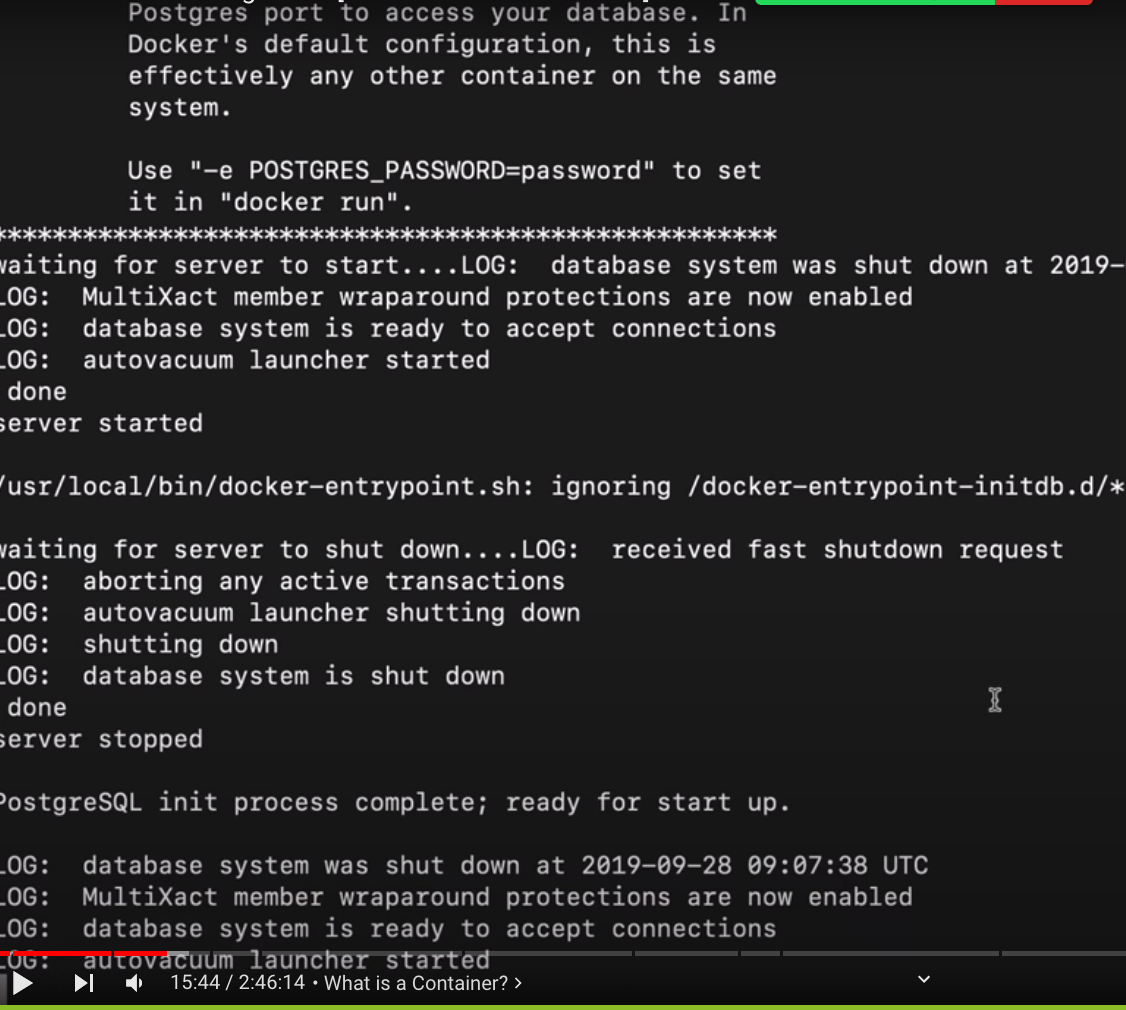 Postgres port to access your database. In
Docker's default configuration, this is
effectively any other container on the same
system.
Use "-e POSTGRES_PASSWORD=password" to set
it in "docker run".
****************************************************
waiting for server to start....LOG:  database system was shut down at 2019-
LOG:  MultiXact member wraparound protections are now enabled
LOG:  database system is ready to accept connections
LOG:  autovacuum launcher started
done
server started
/usr/local/bin/docker-entrypoint.sh: ignoring /docker-entrypoint-initdb.d/*
waiting for server to shut down....LOG:  received fast shutdown request
LOG:  aborting any active transactions
LOG:  autovacuum launcher shutting down
LOG:  shutting down
LOG:  database system is shut down
done
server stopped
PostgreSQL init process complete; ready for start up.
LOG:  database system was shut down at 2019-09-28 09:07:38 UTC
LOG:  MultiXact member wraparound protections are now enabled
LOG:  database system is ready to accept connections
LOG:  autovacuum launcher started
15:44 / 2:46:14 • What is a Container? >